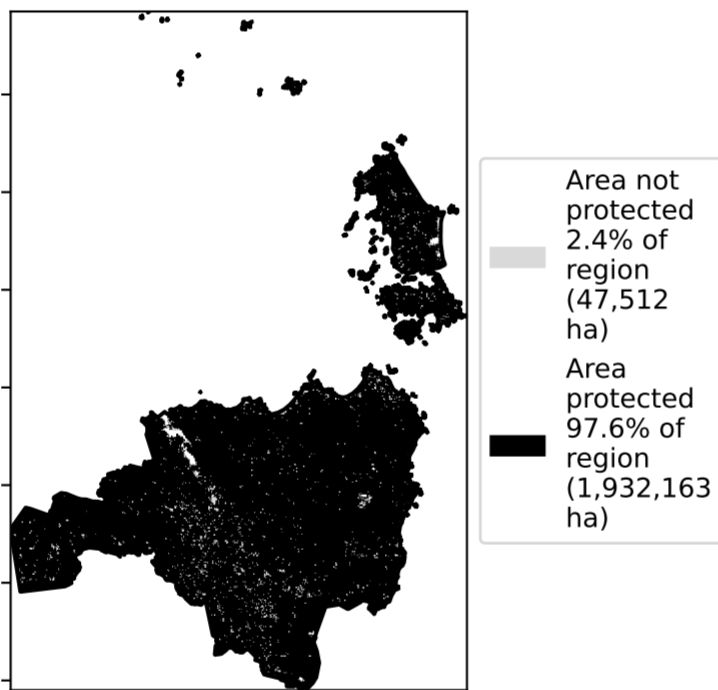 Area not
protected
2.4% of
region
(47,512
ha)
Area
protected
97.6% of
region
(1,932,163
ha)